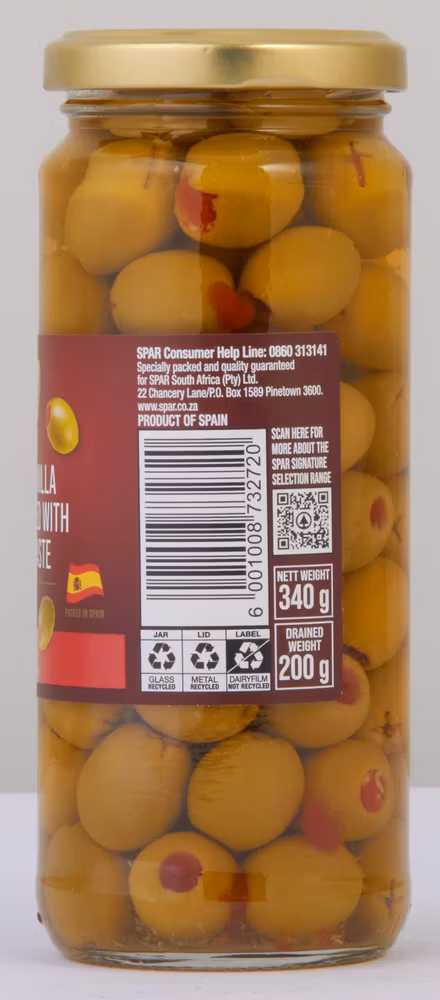 SPAR Consumer Help Line: 0860 313141
Specially packed and quality guaranteed
for SPAR South Africa (Pty) Ltd.
22 Chancery Lane/P.O. Box 1589 Pinetown 3600.
www.spar.co.za
PRODUCT OF SPAIN
SCAN HERE FOR
MORE ABOUT THE
SPAR SIGNATURE
SELECTION RANGE
6 001008 732720
ILLA
D WITH
STE
PACKED IN SPAIN
NETT WEIGHT
340 g
DRAINED
WEIGHT
200 g
JAR
LID
LABEL
GLASS
RECYCLED
METAL
RECYCLED
DAIRYFILM
NOT RECYCLED